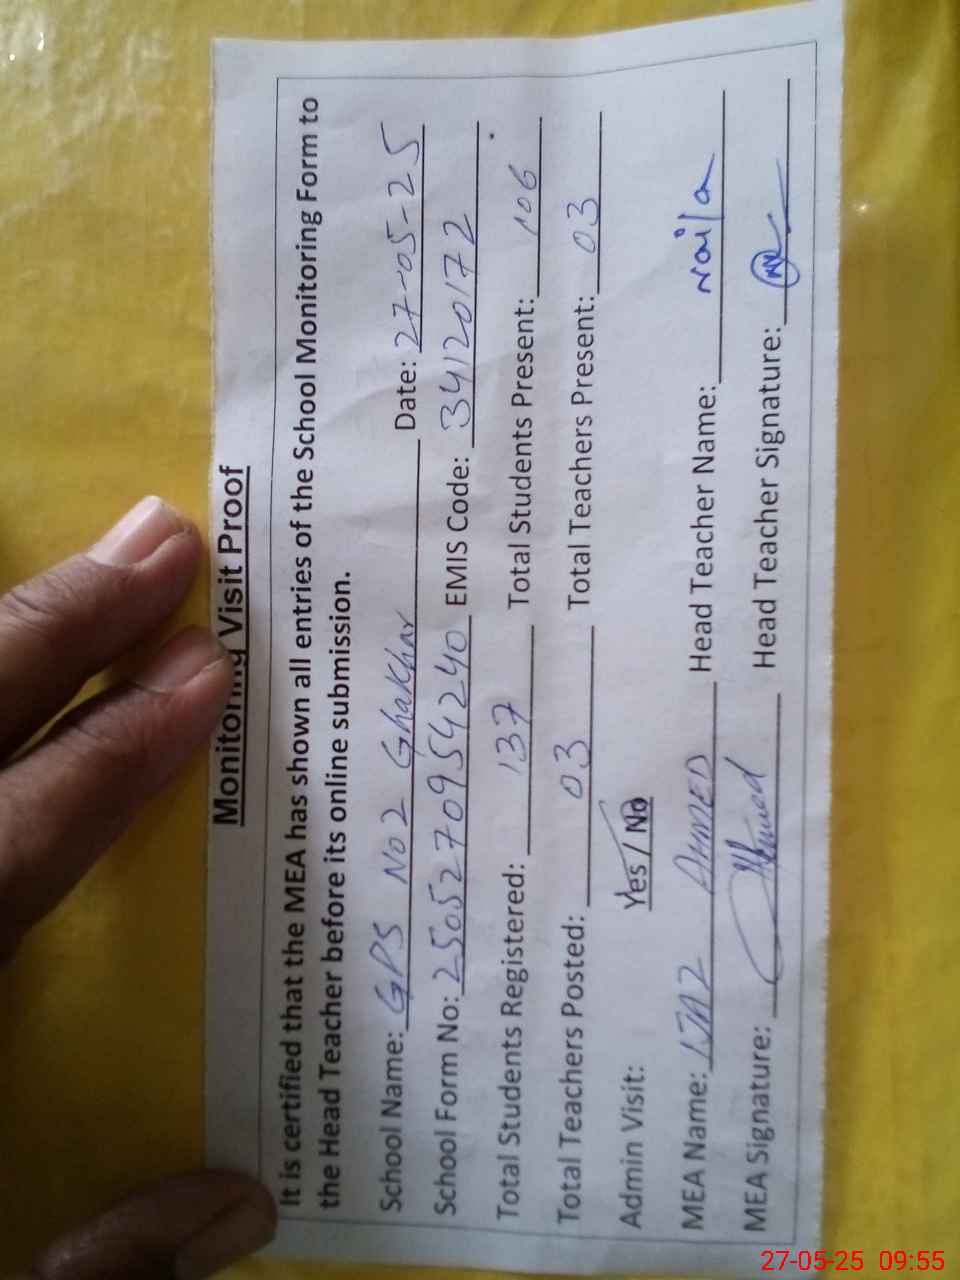 Monitoring Visit Proof
It is certified that the MEA has shown all entries of the School Monitoring Form to
the Head Teacher before its online submission.
School Name: GPS No2 Ghakhar Date: 27-05-25
School Form No: 2505270954240 EMIS Code: 34120172
Total Students Registered: 137 Total Students Present: 106
Total Teachers Posted: 03 Total Teachers Present: 03
Admin Visit: Yes / No
MEA Name: IJAZ AHMED Head Teacher Name: Naila
MEA Signature: Ahmed Head Teacher Signature:
27-05-25 09:55